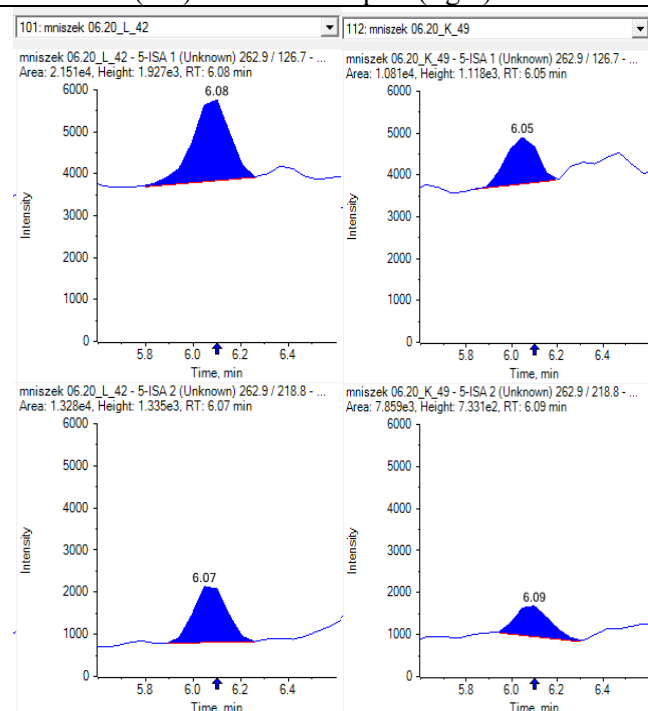 101: mniszek 06.20_L_42
112: mniszek 06.20_K_49
mniszek 06.20_L_42 - 5-ISA 1 (Unknown) 262.9 / 126.7 - ...
Area: 2.151e4, Height: 1.927e3, RT: 6.08 min
6000
5000
4000
3000
2000
1000
0
Intensity
6.08
5.8 6.0 6.2 6.4
Time, min
mniszek 06.20_K_49 - 5-ISA 1 (Unknown) 262.9 / 126.7 - ...
Area: 1.081e4, Height: 1.118e3, RT: 6.05 min
6000
5000
4000
3000
2000
1000
0
Intensity
6.05
5.8 6.0 6.2 6.4
Time, min
mniszek 06.20_L_42 - 5-ISA 2 (Unknown) 262.9 / 218.8 - ...
Area: 1.328e4, Height: 1.335e3, RT: 6.07 min
6000
5000
4000
3000
2000
1000
0
Intensity
6.07
5.8 6.0 6.2 6.4
Time, min
mniszek 06.20_K_49 - 5-ISA 2 (Unknown) 262.9 / 218.8 - ...
Area: 7.859e3, Height: 7.331e2, RT: 6.09 min
6000
5000
4000
3000
2000
1000
0
Intensity
6.09
5.8 6.0 6.2 6.4
Time, min